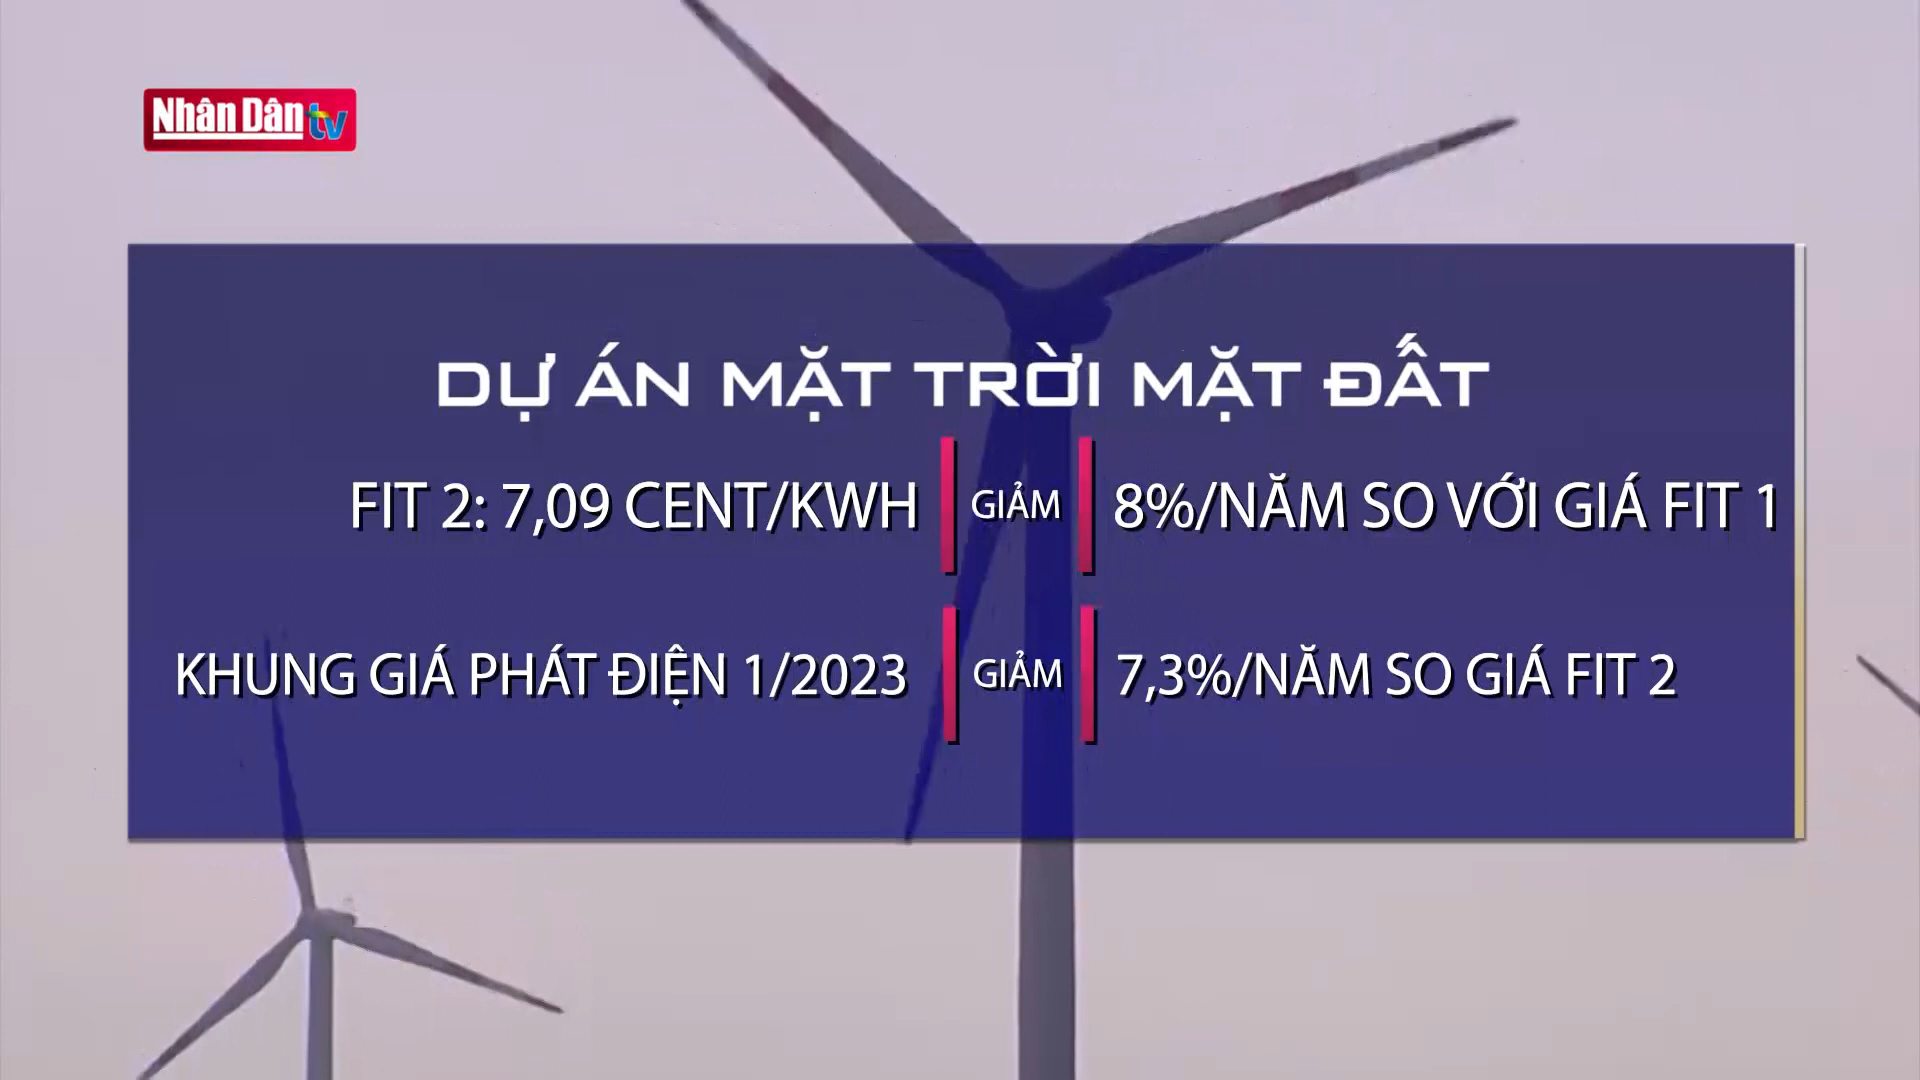 Nhân Dân tv
DỰ ÁN MẶT TRỜI MẶT ĐẤT
FIT 2: 7,09 CENT/KWH GIẢM 8%/NĂM SO VỚI GIÁ FIT 1
KHUNG GIÁ PHÁT ĐIỆN 1/2023 GIẢM 7,3%/NĂM SO GIÁ FIT 2